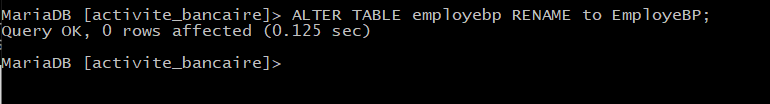 MariaDB [activite_bancaire]> ALTER TABLE employebp RENAME to EmployeBP;
Query OK, 0 rows affected (0.125 sec)
MariaDB [activite_bancaire]>